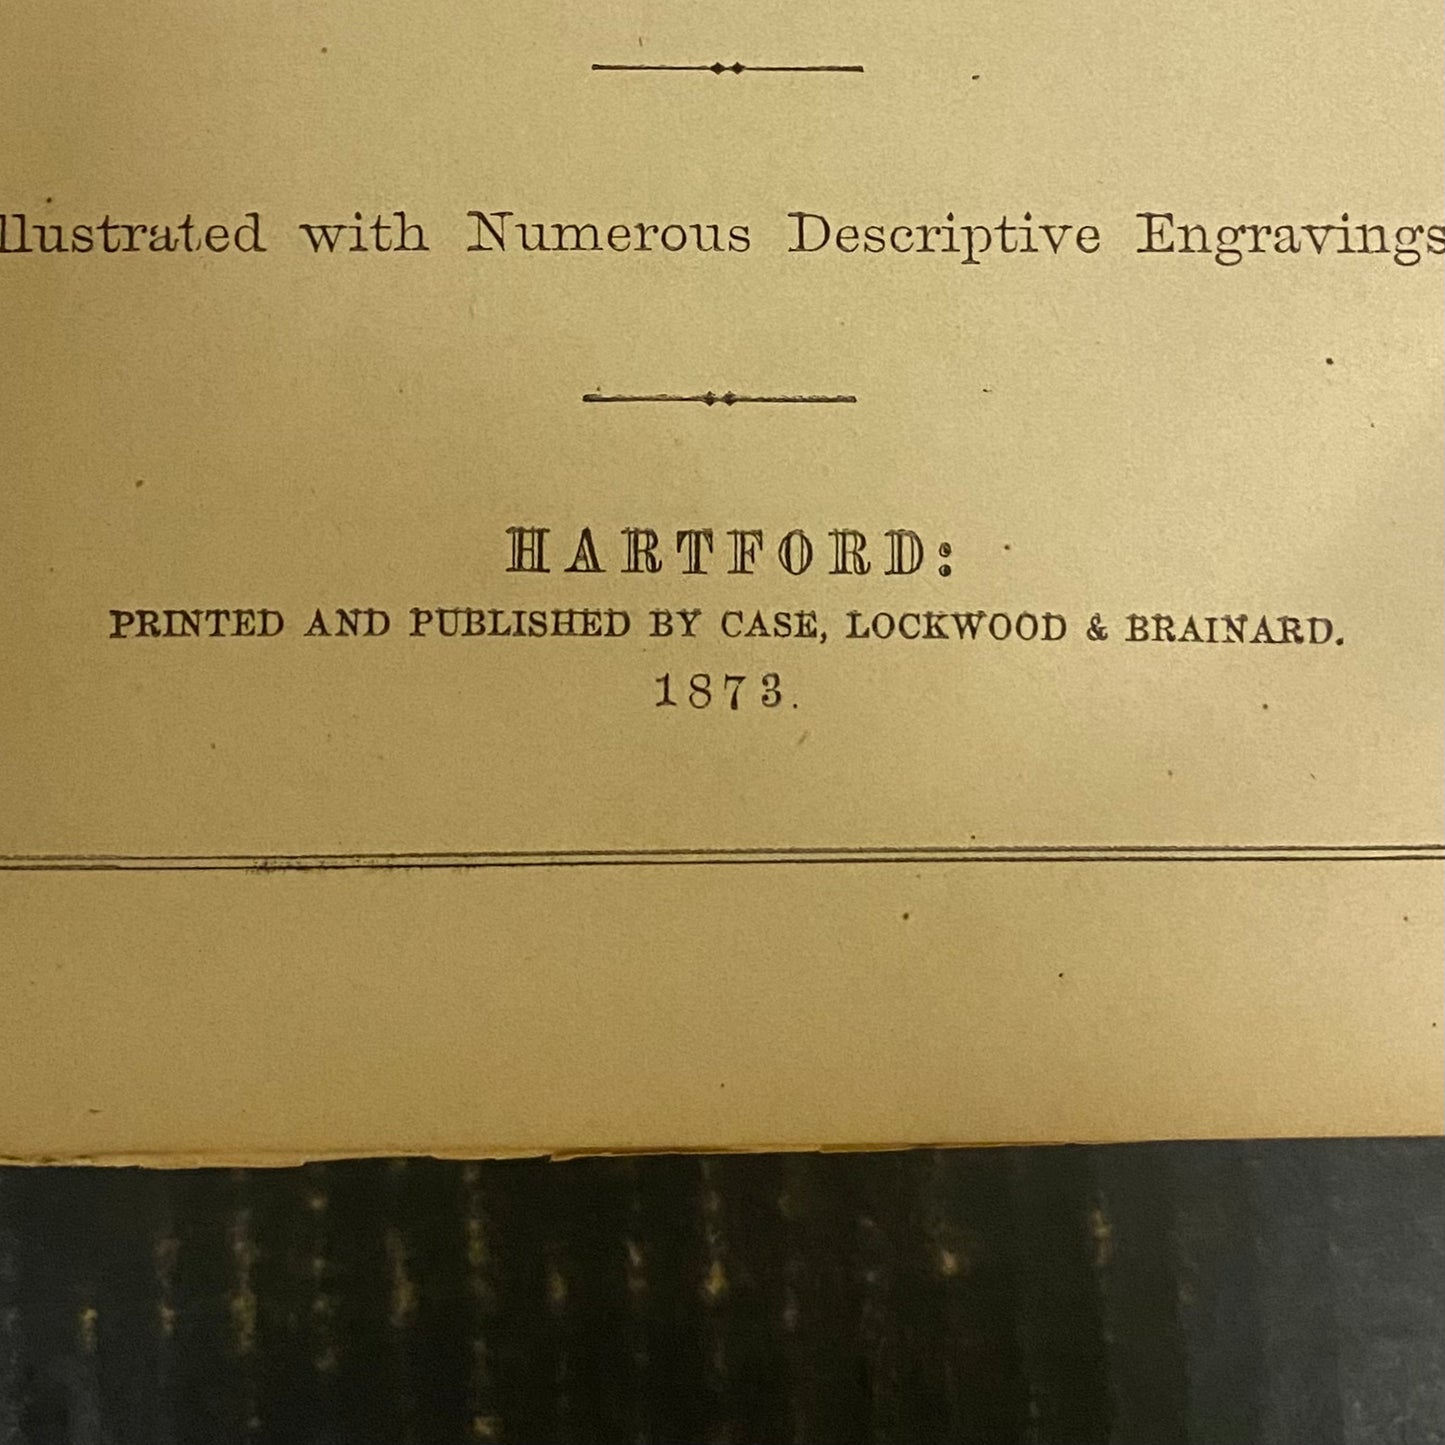 llustrated with Numerous Descriptive Engravings
HARTFORD:
PRINTED AND PUBLISHED BY CASE, LOCKWOOD & BRAINARD.
1873.